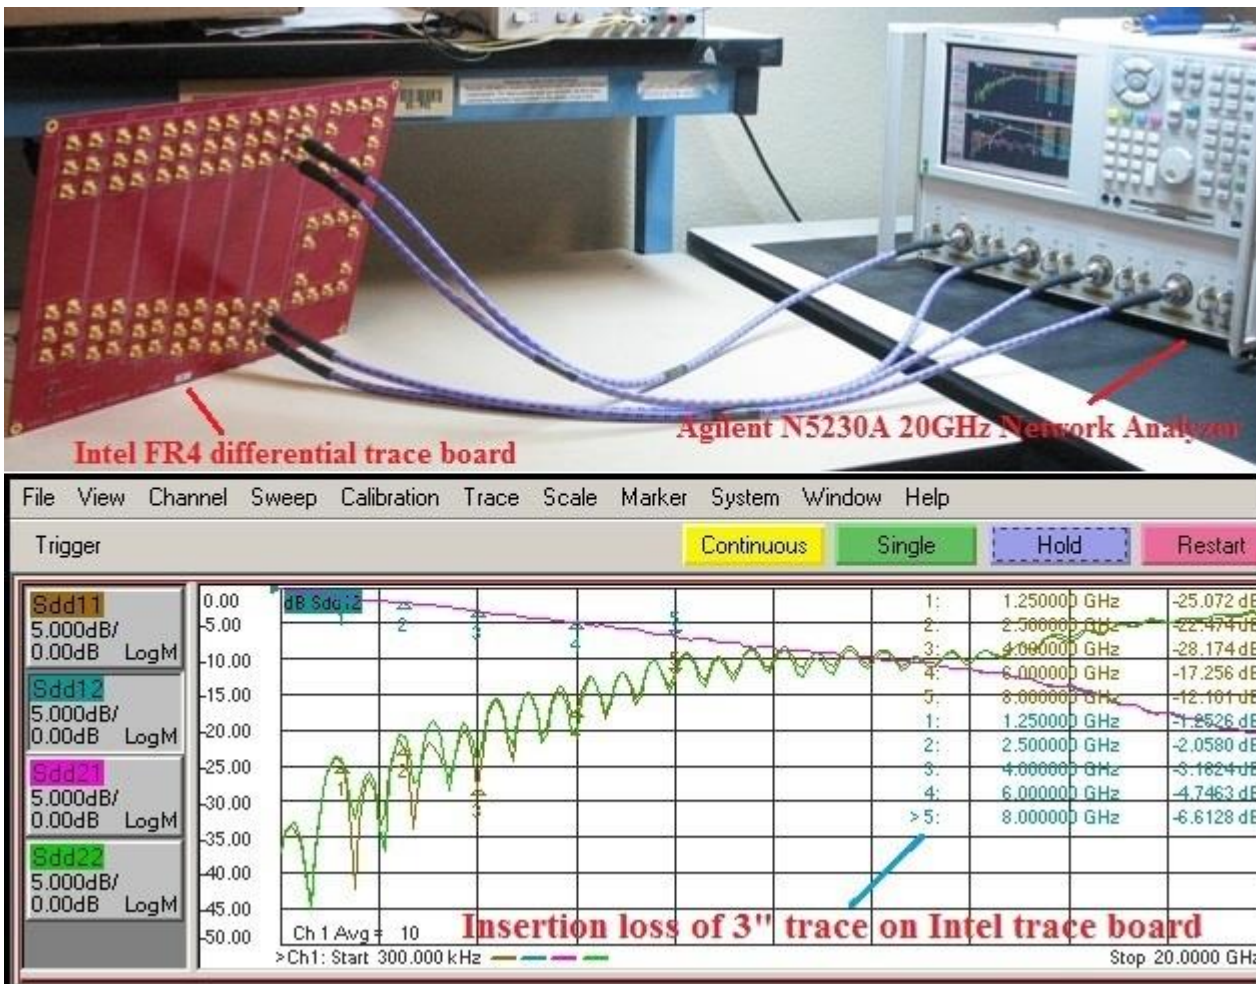 Intel FR4 differential trace board
Agilent N5230A 20GHz Network Analyzer
File View Channel Sweep Calibration Trace Scale Marker System Window Help
Trigger
Continuous Single Hold Restart
Sdd11
5.000dB/
0.00dB LogM
Sdd12
5.000dB/
0.00dB LogM
Sdd21
5.000dB/
0.00dB LogM
Sdd22
5.000dB/
0.00dB LogM
0.00
-5.00
-10.00
-15.00
-20.00
-25.00
-30.00
-35.00
-40.00
-45.00
-50.00
dB Sdd12
1: 1.250000 GHz -25.072 dB
2: 2.500000 GHz -22.474 dB
3: 4.000000 GHz -28.174 dB
4: 6.000000 GHz -17.256 dB
5: 8.000000 GHz -12.101 dB
1: 1.250000 GHz -1.2526 dB
2: 2.500000 GHz -2.0580 dB
3: 4.000000 GHz -3.1624 dB
4: 6.000000 GHz -4.7463 dB
>5: 8.000000 GHz -6.6128 dB
Insertion loss of 3" trace on Intel trace board
Ch 1 Avg = 10
>Ch1: Start 300.000 kHz
Stop 20.0000 GHz